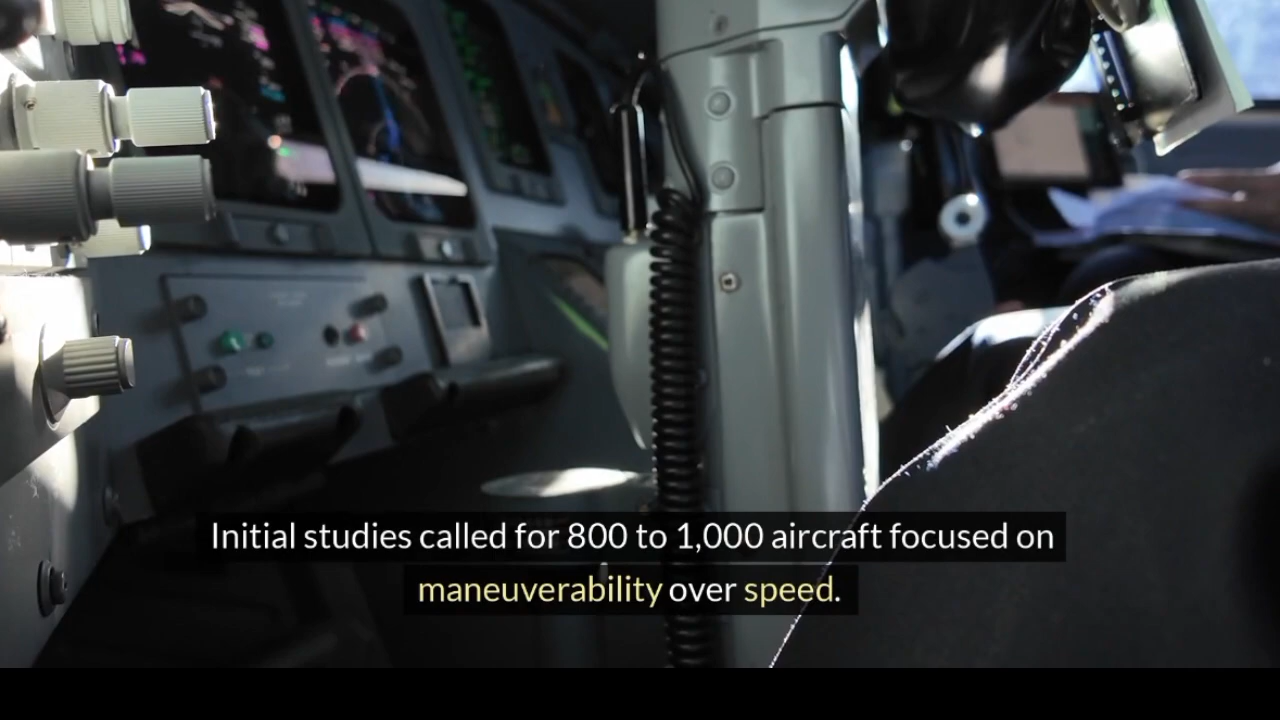 Initial studies called for 800 to 1,000 aircraft focused on
maneuverability over speed.